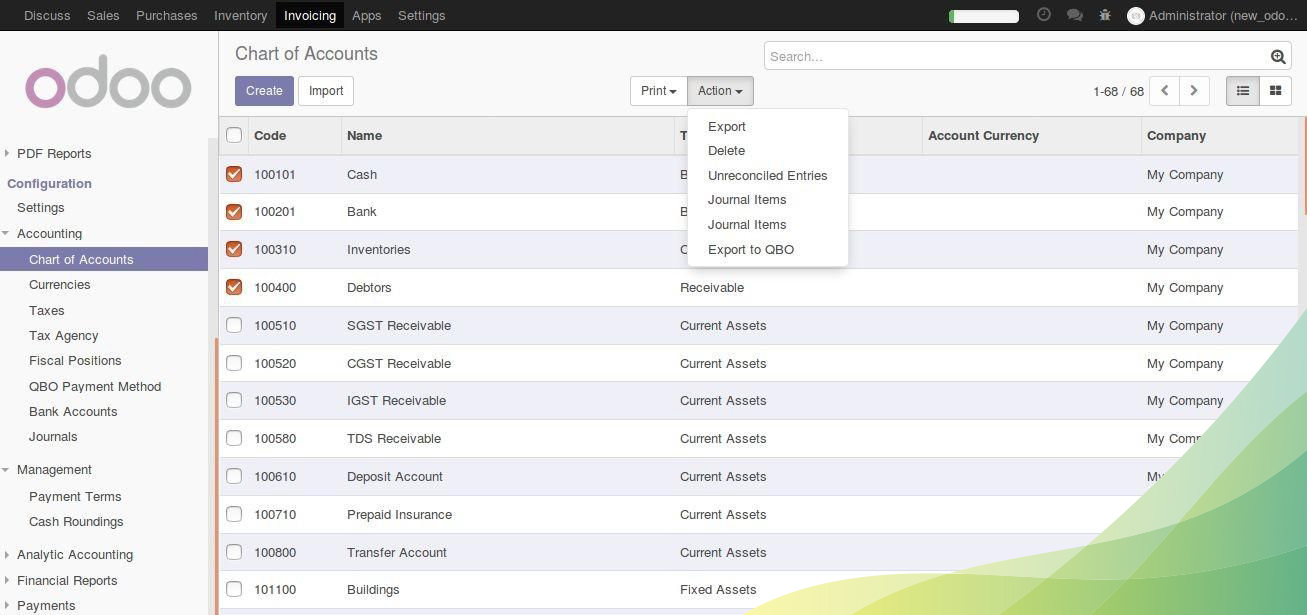 Discuss Sales Purchases Inventory Invoicing Apps Settings Administrator (new_odo...
odoo
Chart of Accounts
Search...
Create Import
Print Action
1-68 / 68
Export
Delete
Unreconciled Entries
Journal Items
Journal Items
Export to QBO
PDF Reports
Configuration
Settings
Accounting
Chart of Accounts
Currencies
Taxes
Tax Agency
Fiscal Positions
QBO Payment Method
Bank Accounts
Journals
Management
Payment Terms
Cash Roundings
Analytic Accounting
Financial Reports
Payments
Code Name T Account Currency Company
100101 Cash B My Company
100201 Bank B My Company
100310 Inventories C My Company
100400 Debtors Receivable My Company
100510 SGST Receivable Current Assets My Company
100520 CGST Receivable Current Assets My Company
100530 IGST Receivable Current Assets My Company
100580 TDS Receivable Current Assets My Com
100610 Deposit Account Current Assets My
100710 Prepaid Insurance Current Assets
100800 Transfer Account Current Assets
101100 Buildings Fixed Assets